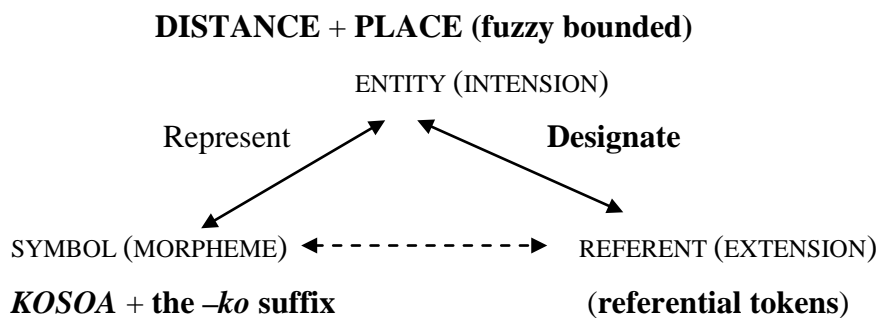 DISTANCE + PLACE (fuzzy bounded)
ENTITY (INTENSION)
Represent Designate
SYMBOL (MORPHEME) REFERENT (EXTENSION)
KOSOA + the –ko suffix (referential tokens)